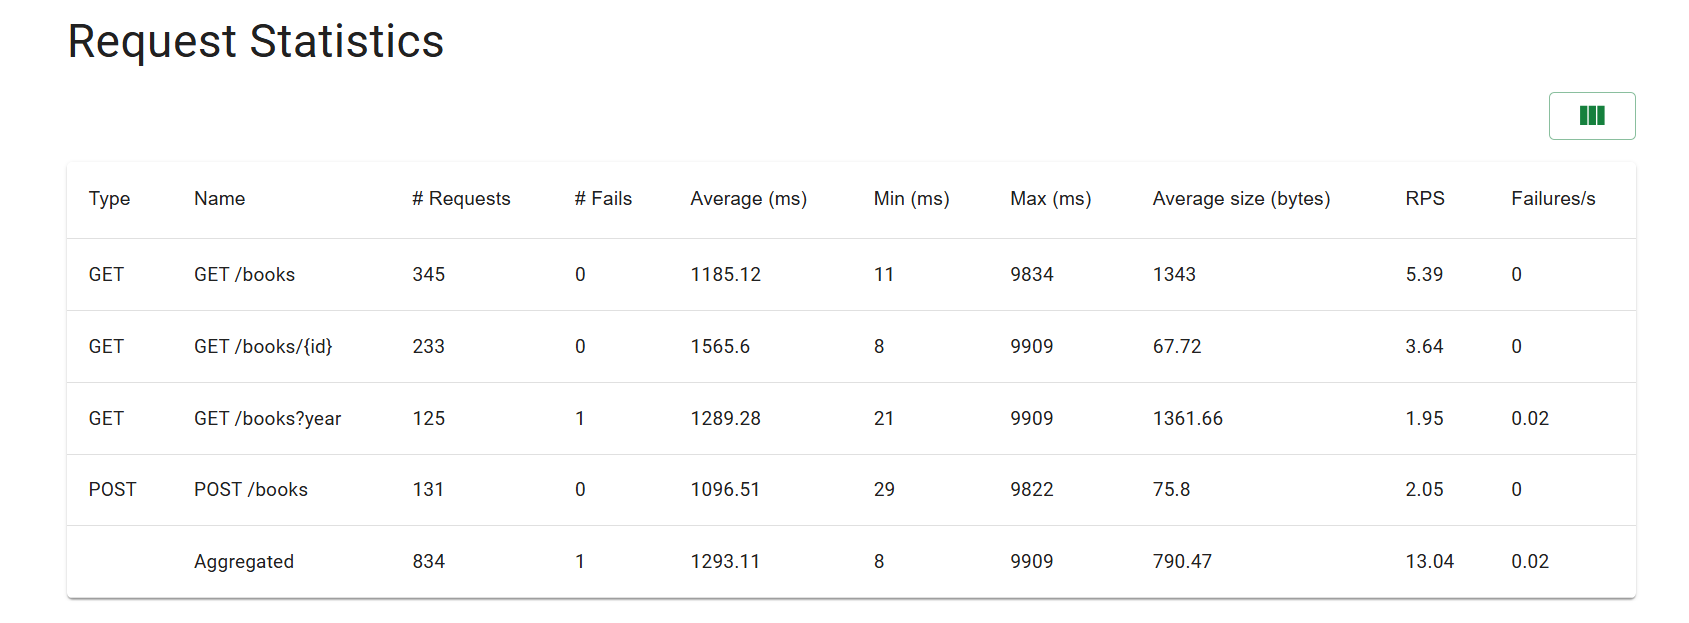 Request Statistics
Type Name # Requests # Fails Average (ms) Min (ms) Max (ms) Average size (bytes) RPS Failures/s
GET GET /books 345 0 1185.12 11 9834 1343 5.39 0
GET GET /books/{id} 233 0 1565.6 8 9909 67.72 3.64 0
GET GET /books?year 125 1 1289.28 21 9909 1361.66 1.95 0.02
POST POST /books 131 0 1096.51 29 9822 75.8 2.05 0
Aggregated 834 1 1293.11 8 9909 790.47 13.04 0.02